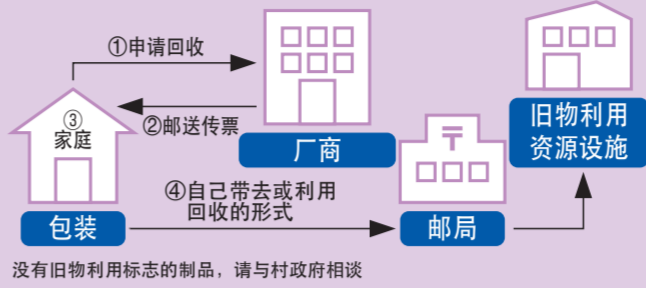 ①申请回收
②邮送传票
③
家庭
厂商
包装
④自己带去或利用
回收的形式
〒
邮局
旧物利用
资源设施
没有旧物利用标志的制品，请与村政府相谈